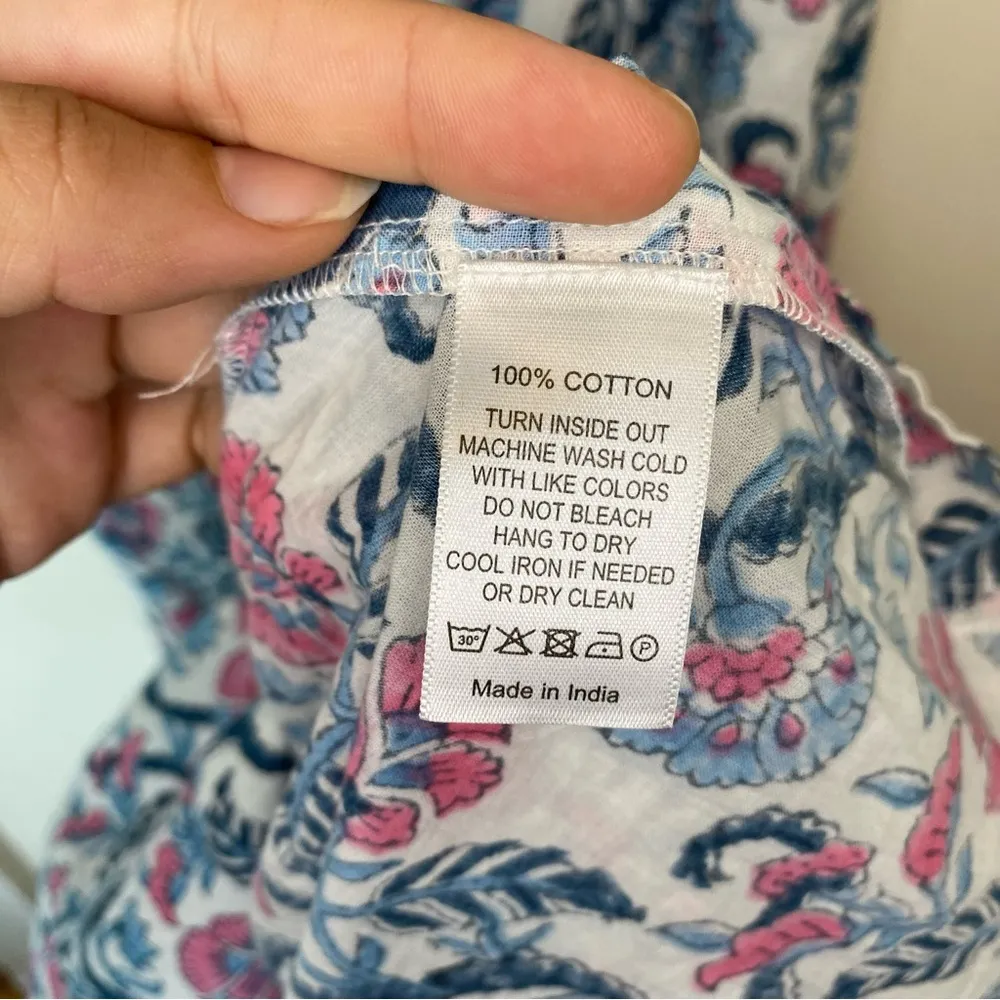 100% COTTON
TURN INSIDE OUT
MACHINE WASH COLD
WITH LIKE COLORS
DO NOT BLEACH
HANG TO DRY
COOL IRON IF NEEDED
OR DRY CLEAN
30° P
Made in India